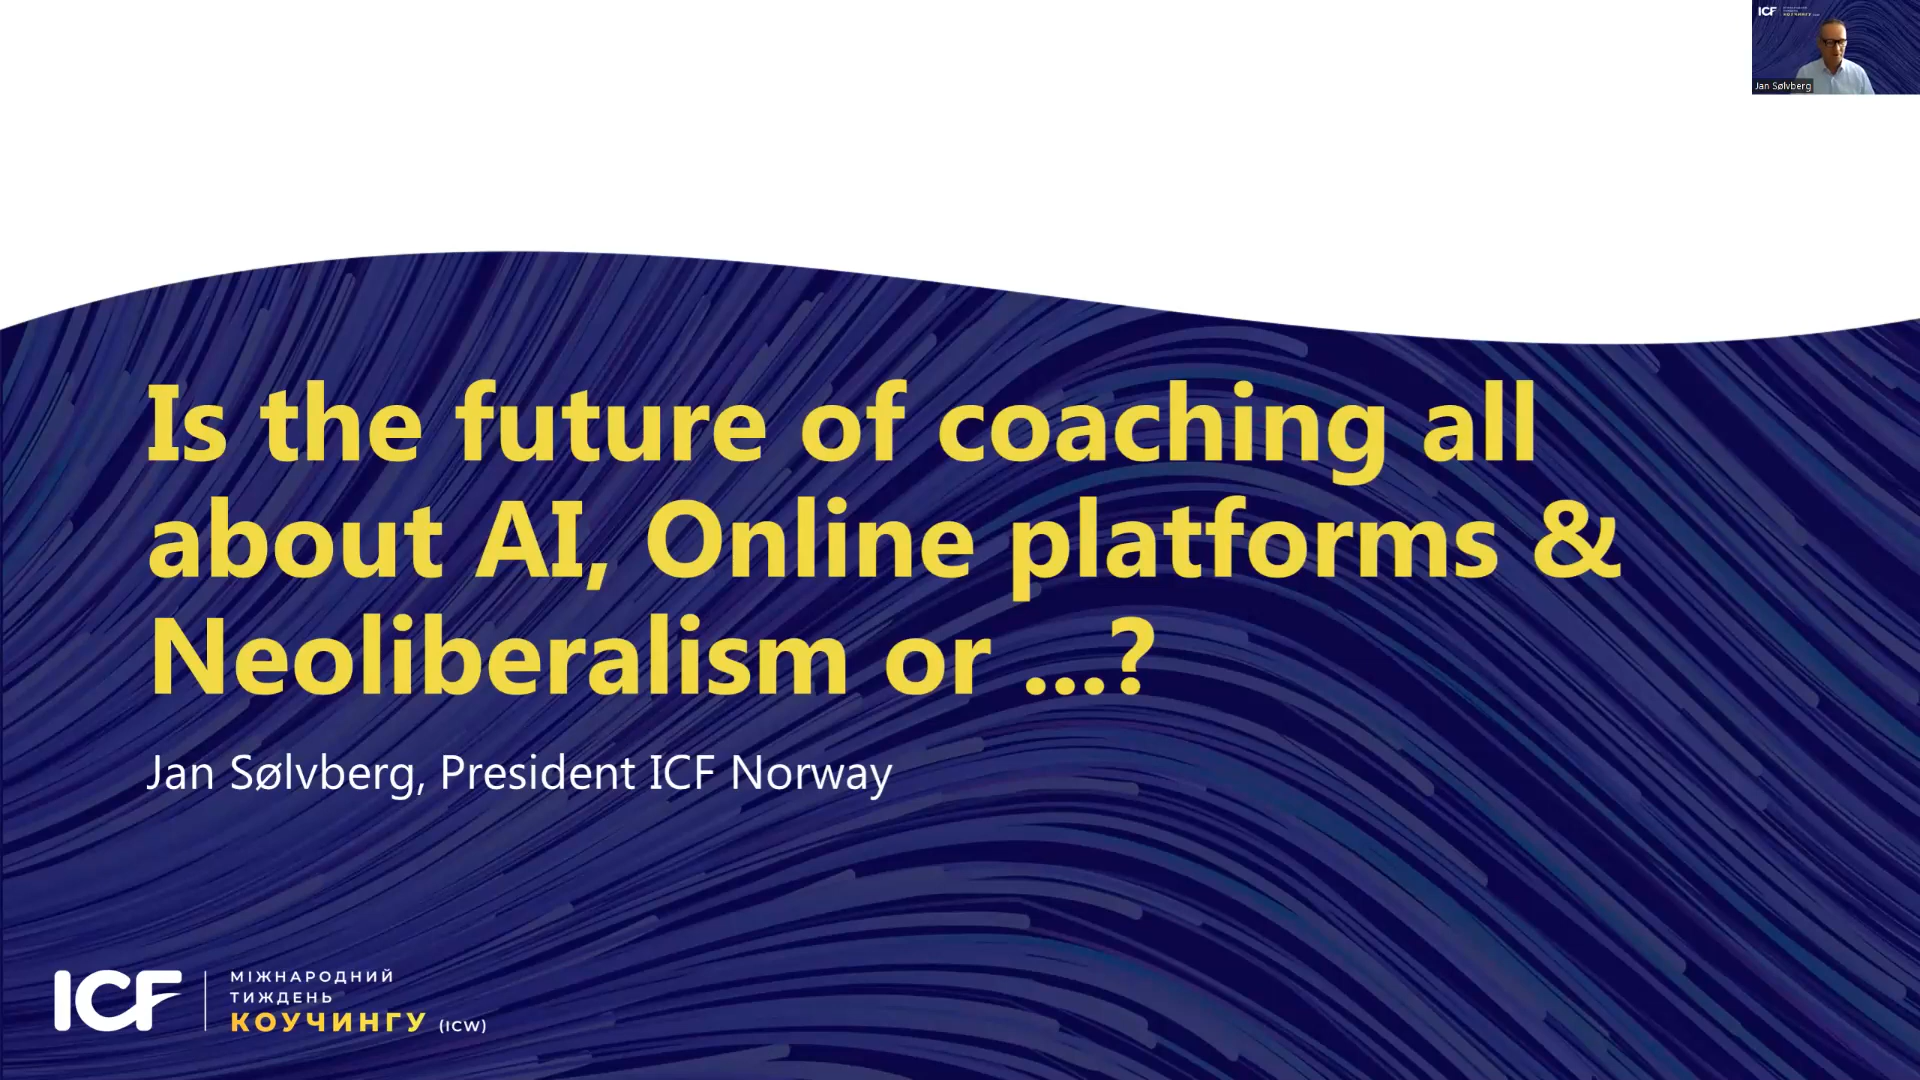 ICF
Jan Sølvberg
Is the future of coaching all
about AI, Online platforms &
Neoliberalism or ...?
Jan Sølvberg, President ICF Norway
ICF
МІЖНАРОДНИЙ
ТИЖДЕНЬ
КОУЧИНГУ (ICW)